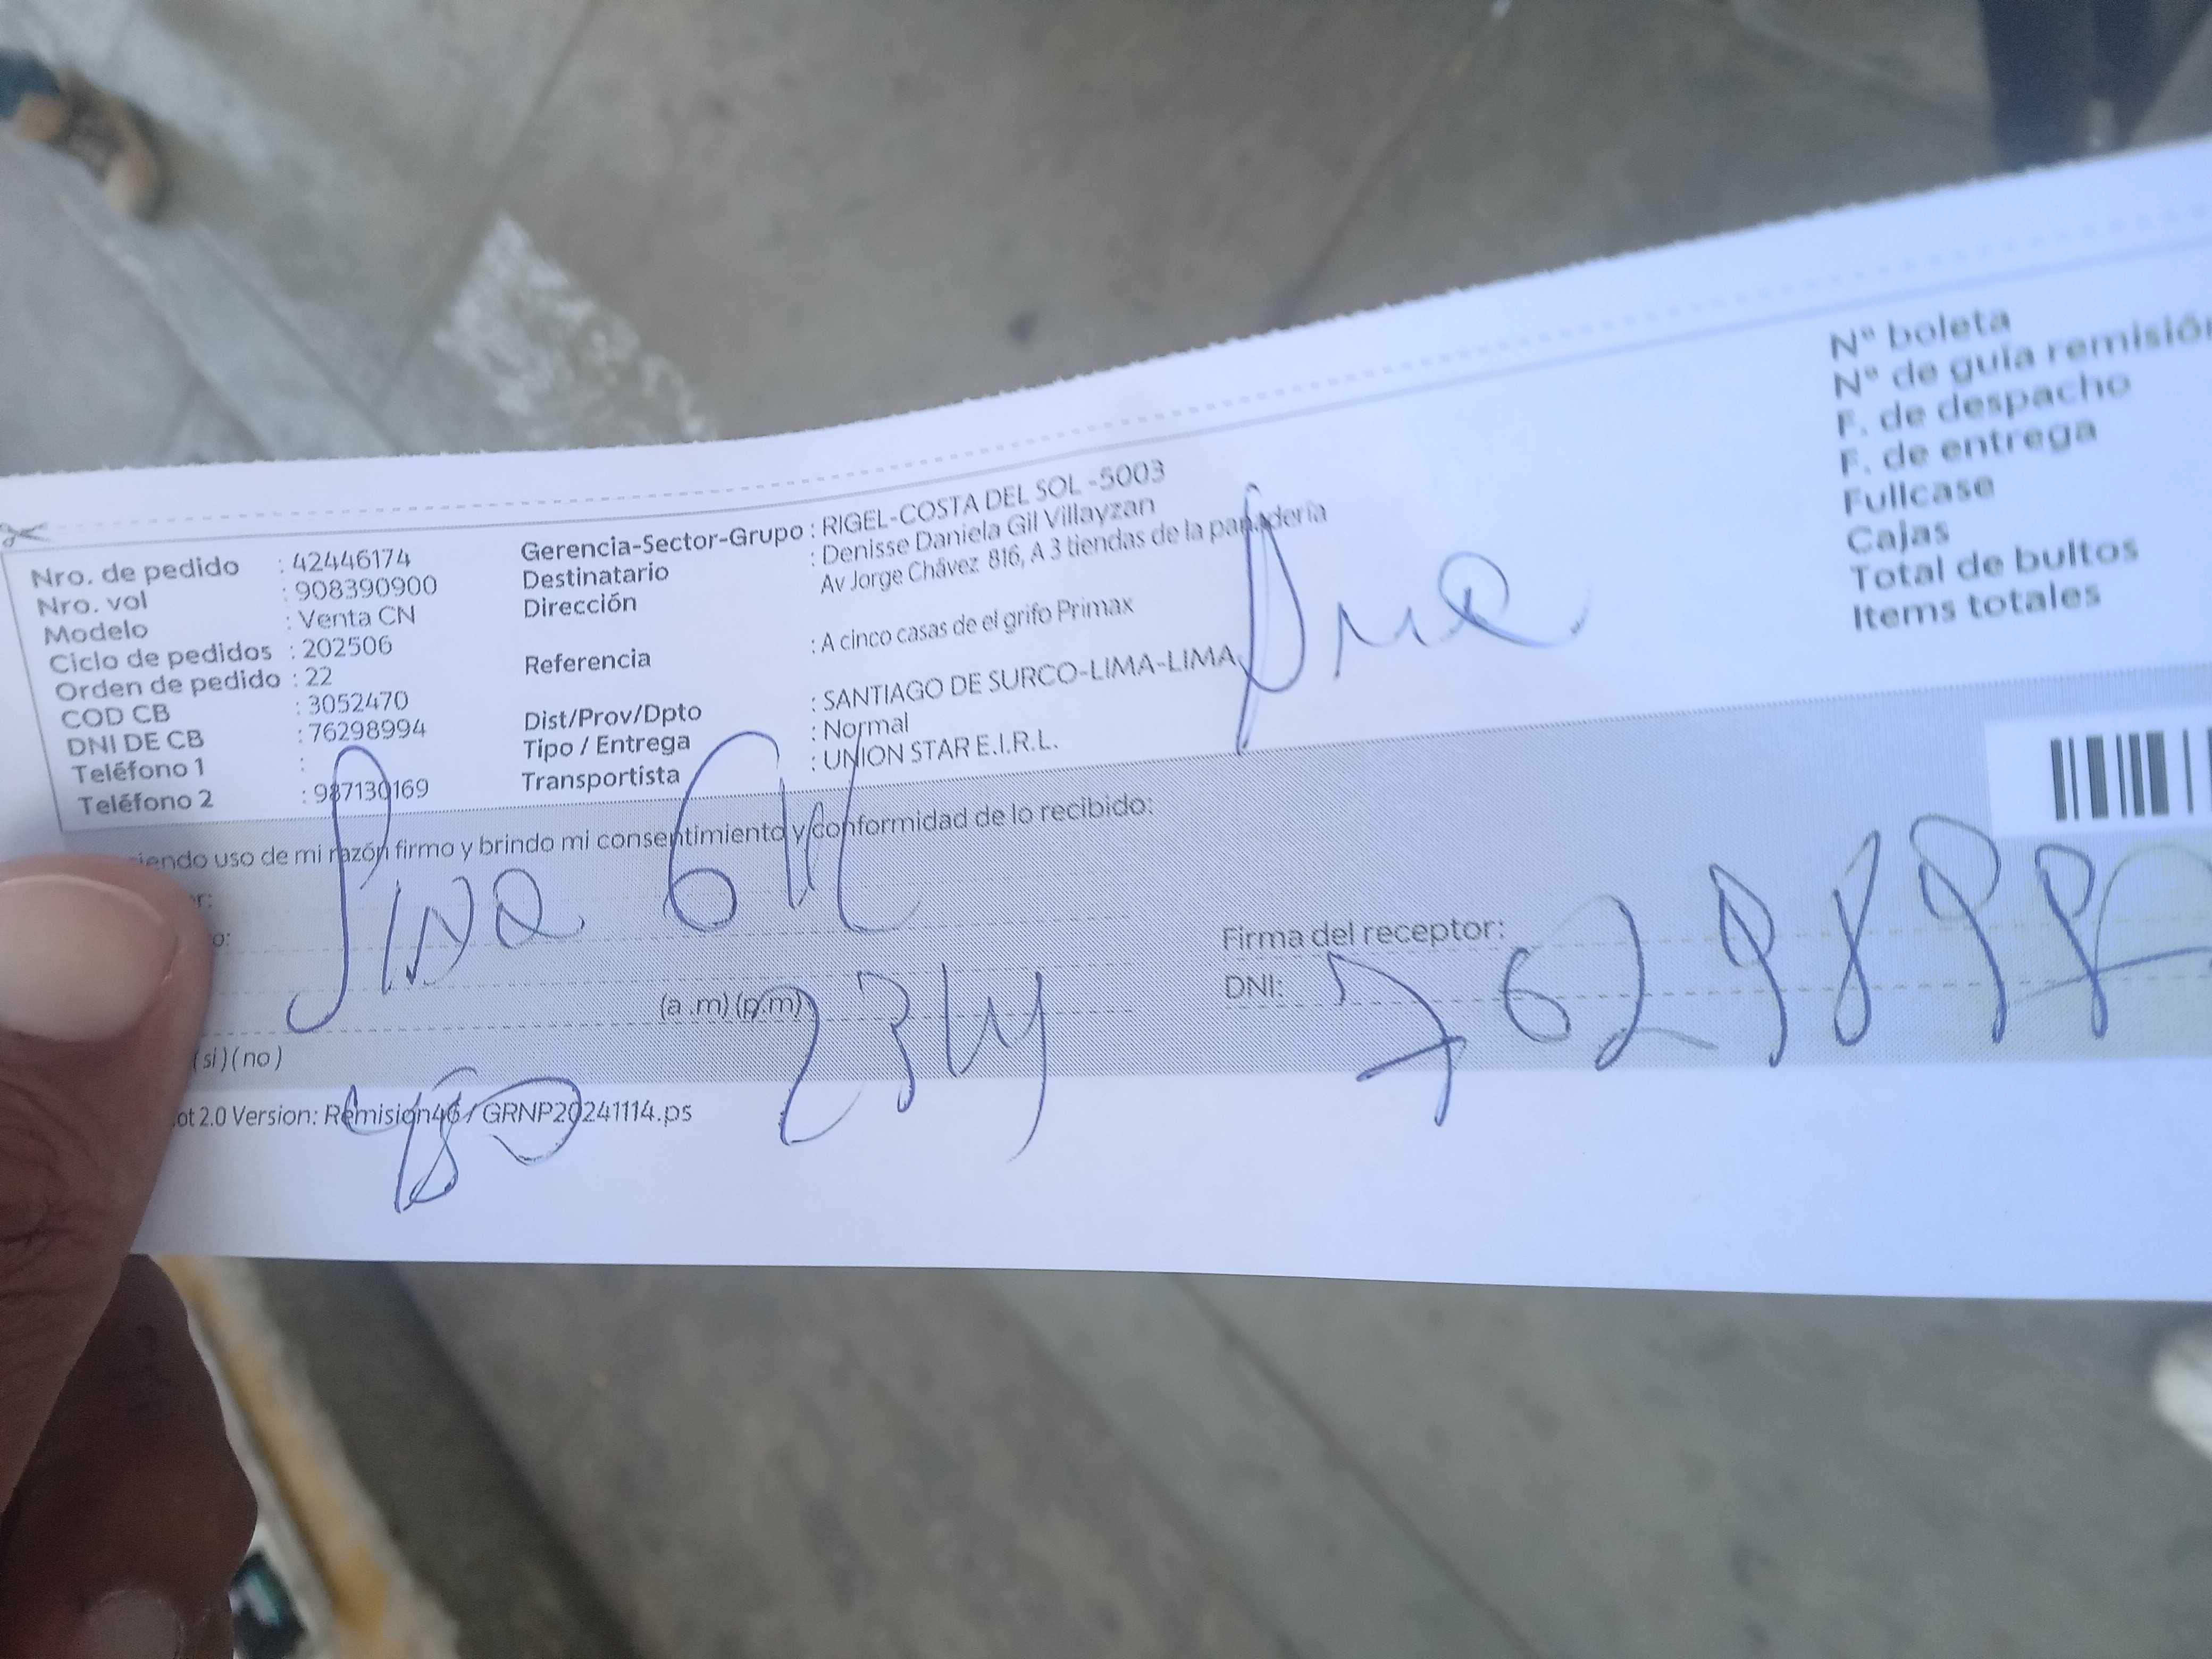 Nro. de pedido : 42446174
Nro. vol : 908390900
Modelo : Venta CN
Ciclo de pedidos : 202506
Orden de pedido : 22
COD CB : 3052470
DNI DE CB : 76298994
Teléfono 1 :
Teléfono 2 : 987130169
Gerencia-Sector-Grupo : RIGEL-COSTA DEL SOL -5003
Destinatario : Denisse Daniela Gil Villayzan
Dirección Av Jorge Chávez 816, A 3 tiendas de la panadería
Referencia : A cinco casas de el grifo Primax
Dist/Prov/Dpto : SANTIAGO DE SURCO-LIMA-LIMA
Tipo / Entrega : Normal
Transportista : UNION STAR E.I.R.L.
N° boleta
N° de guía remisión
F. de despacho
F. de entrega
Fullcase
Cajas
Total de bultos
Items totales
iendo uso de mi razón firmo y brindo mi consentimiento y conformidad de lo recibido:
r:
o:
Gil
Firma del receptor:
(a.m) (p.m)
DNI:
(si) (no)
ot 2.0 Version: Remision46 / GRNP20241114.ps